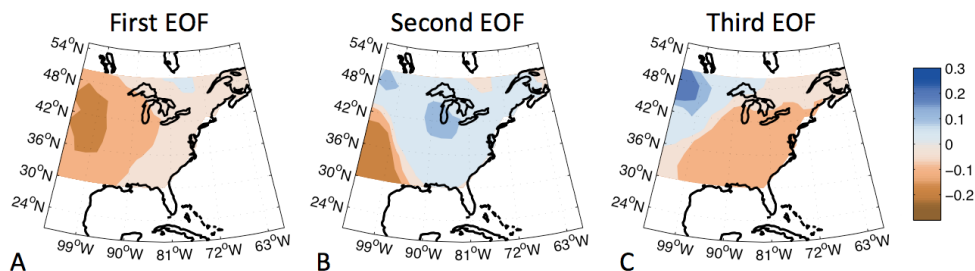 First EOF
Second EOF
Third EOF
54°N
48°N
42°N
36°N
30°N
24°N
99°W
90°W
81°W
72°W
63°W
A
54°N
48°N
42°N
36°N
30°N
24°N
99°W
90°W
81°W
72°W
63°W
B
54°N
48°N
42°N
36°N
30°N
24°N
99°W
90°W
81°W
72°W
63°W
C
0.3
0.2
0.1
0
−0.1
−0.2